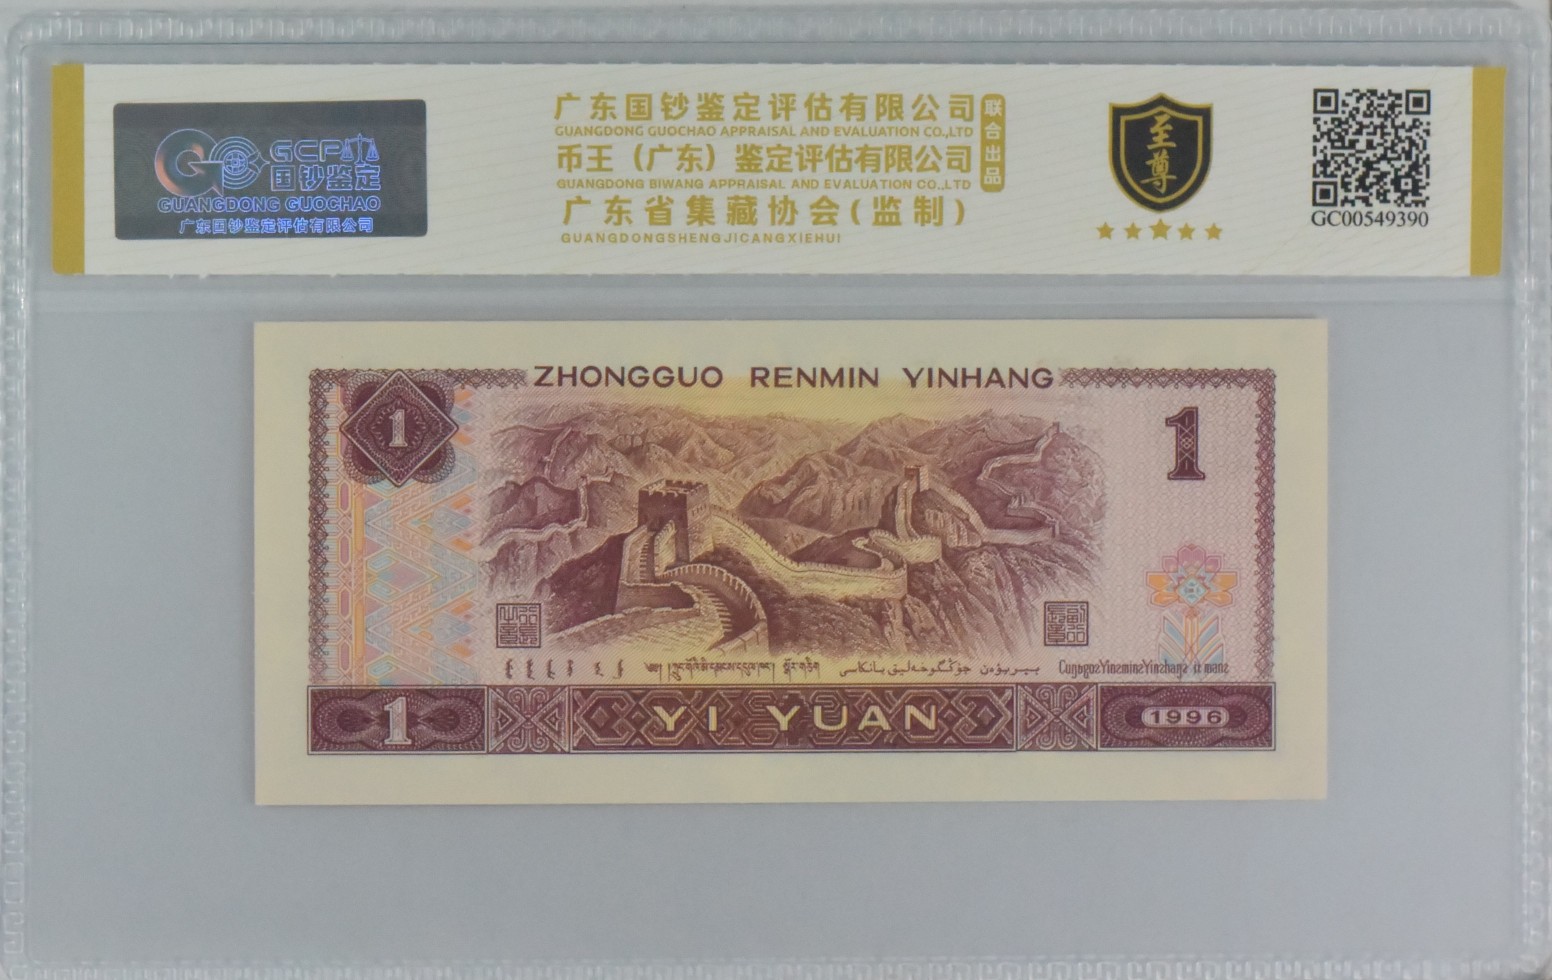 GCP
国钞鉴定
GUANGDONG GUOCHAO
广东国钞鉴定评估有限公司
广东国钞鉴定评估有限公司
GUANGDONG GUOCHAO APPRAISAL AND EVALUATION CO.,LTD
币王（广东）鉴定评估有限公司
GUANGDONG BIWANG APPRAISAL AND EVALUATION CO.,LTD
联合出品
广东省集藏协会(监制)
GUANGDONGSHENGJICANGXIEHUI
至尊
GC00549390
ZHONGGUO RENMIN YINHANG
1
1
1
YI YUAN
1996